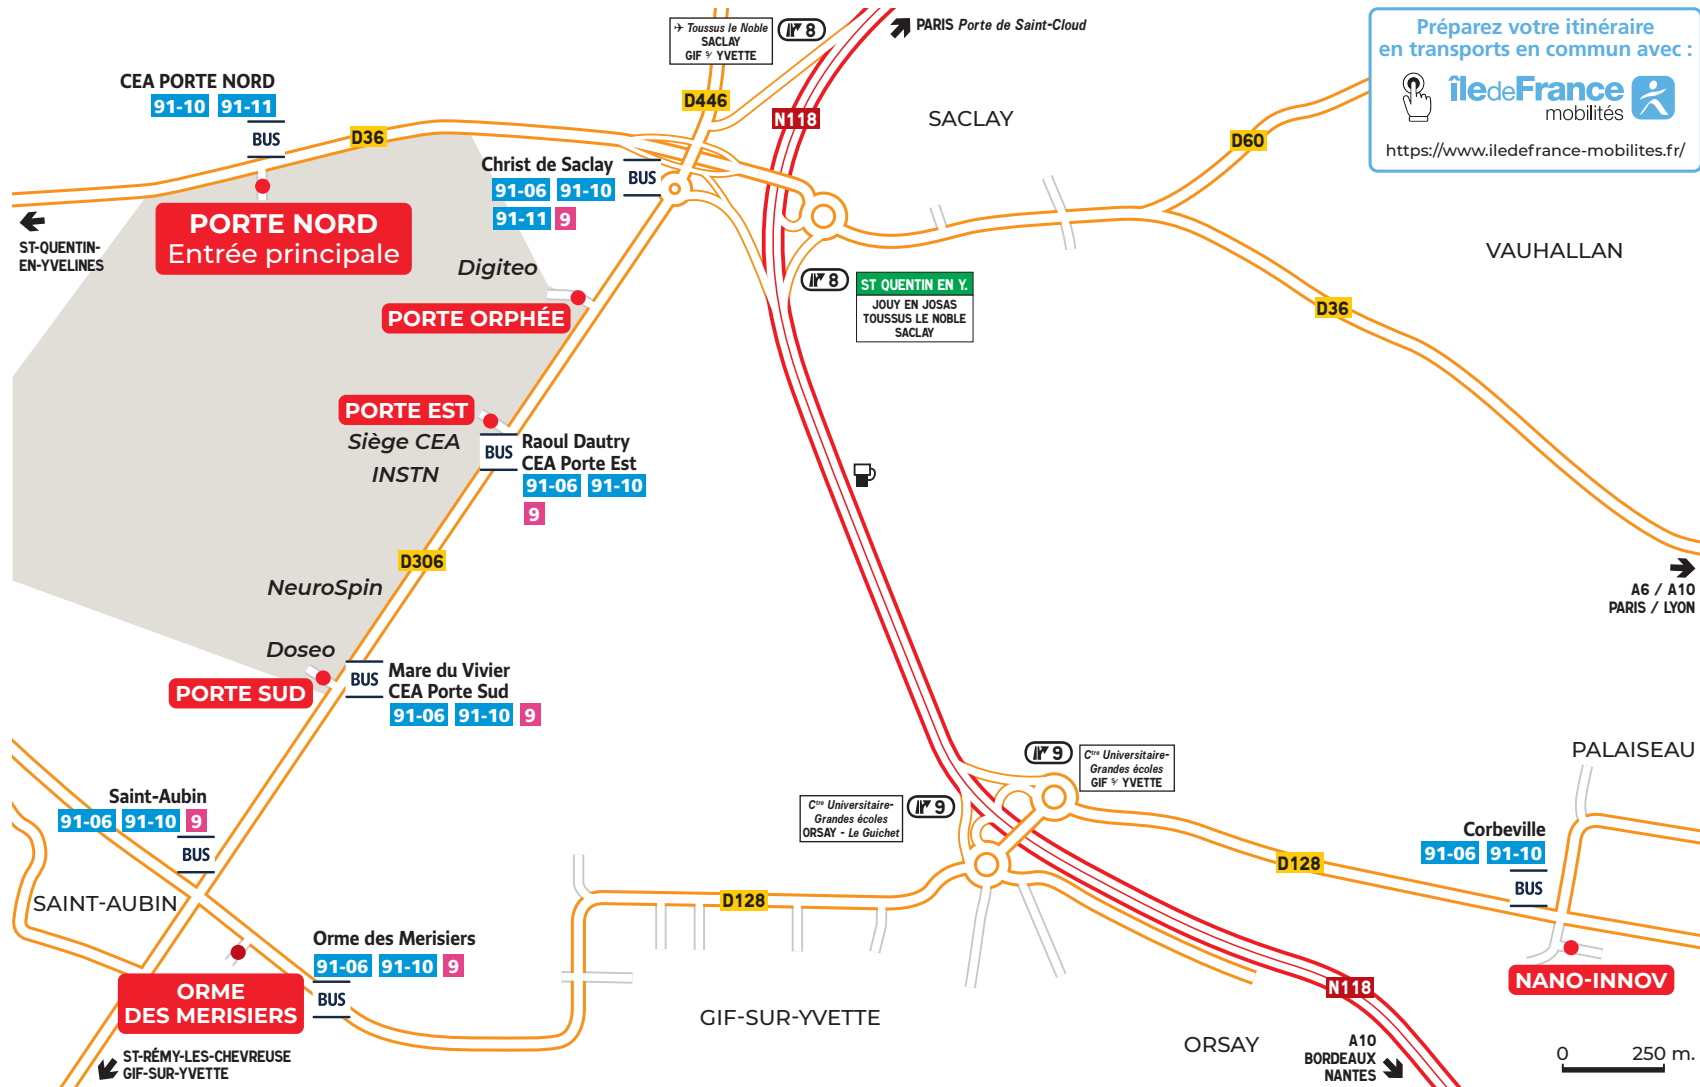 Toussus le Noble
SACLAY
GIF S/ YVETTE
8
PARIS Porte de Saint-Cloud
Préparez votre itinéraire
en transports en commun avec :
îledeFrance
mobilités
https://www.iledefrance-mobilites.fr/
CEA PORTE NORD
91-10 91-11
BUS
D36
D446
N118
SACLAY
D60
Christ de Saclay
91-06 91-10
91-11 9
BUS
PORTE NORD
Entrée principale
ST-QUENTIN-
EN-YVELINES
Digiteo
PORTE ORPHÉE
8
ST QUENTIN EN Y.
JOUY EN JOSAS
TOUSSUS LE NOBLE
SACLAY
VAUHALLAN
D36
PORTE EST
Siège CEA
INSTN
BUS
Raoul Dautry
CEA Porte Est
91-06 91-10
9
D306
NeuroSpin
A6 / A10
PARIS / LYON
Doseo
PORTE SUD
BUS
Mare du Vivier
CEA Porte Sud
91-06 91-10 9
9
Ctre Universitaire-
Grandes écoles
GIF S/ YVETTE
PALAISEAU
Saint-Aubin
91-06 91-10 9
BUS
Ctre Universitaire-
Grandes écoles
ORSAY - Le Guichet
9
Corbeville
91-06 91-10
BUS
D128
D128
SAINT-AUBIN
Orme des Merisiers
91-06 91-10 9
BUS
ORME
DES MERISIERS
NANO-INNOV
N118
GIF-SUR-YVETTE
ORSAY
A10
BORDEAUX
NANTES
ST-RÉMY-LES-CHEVREUSE
GIF-SUR-YVETTE
0 250 m.